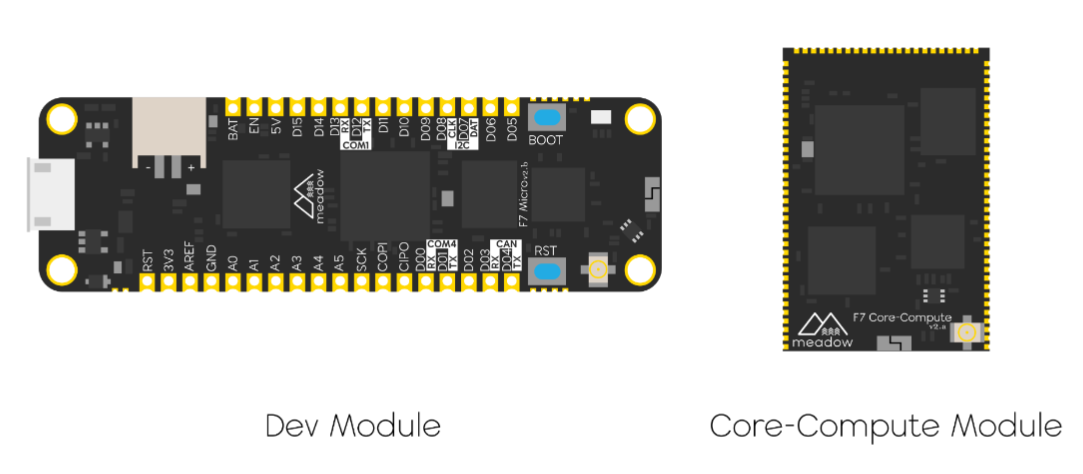 BAT
EN
5V
D15
D14
D13
D12
D11
D10
D09
D08
D07
D06
D05
RX
TX
COM1
CLK
DAT
I2C
BOOT
- +
meadow
F7 Micro v2.b
COM4
RX
TX
CAN
RX
TX
RST
RST
3V3
AREF
GND
A0
A1
A2
A3
A4
A5
SCK
COPI
CIPO
D00
D01
D02
D03
D04
F7 Core-Compute
v2.a
meadow
Dev Module
Core-Compute Module